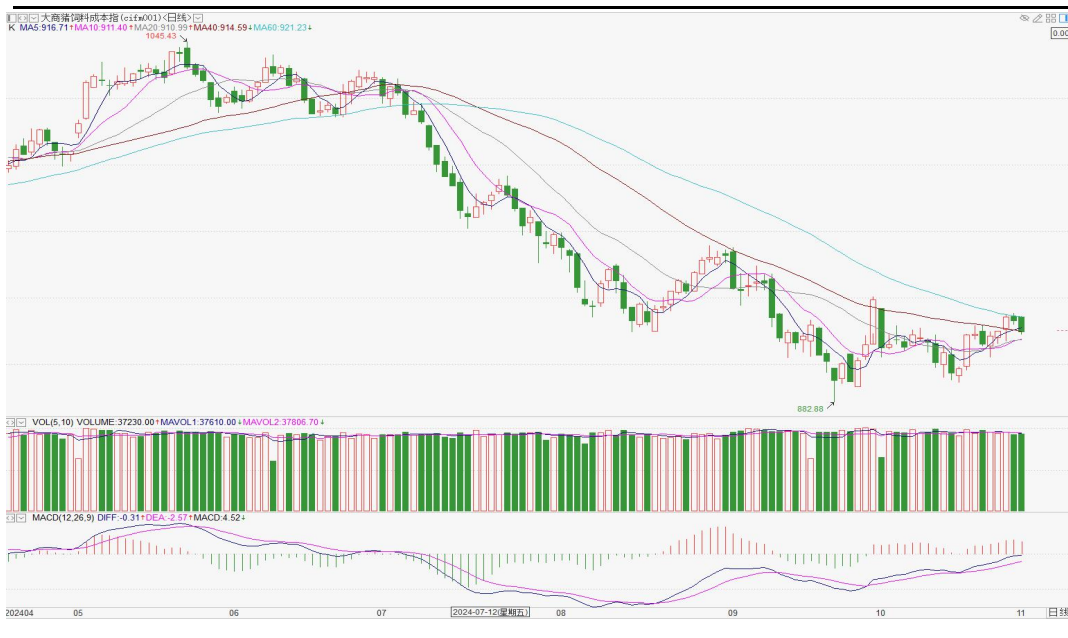 大商猪饲料成本指(cifm001)<日线>
K MA5:916.71↑MA10:911.40↑MA20:910.99↑MA40:914.59↓MA60:921.23↓
0.00
1045.43
882.88
VOL(5,10) VOLUME:37230.00↑MAVOL1:37610.00↓MAVOL2:37806.70↓
MACD(12,26,9) DIFF:-0.31↑DEA:-2.57↑MACD:4.52↓
202404 05 06 07 2024-07-12(星期五) 08 09 10 11 日线